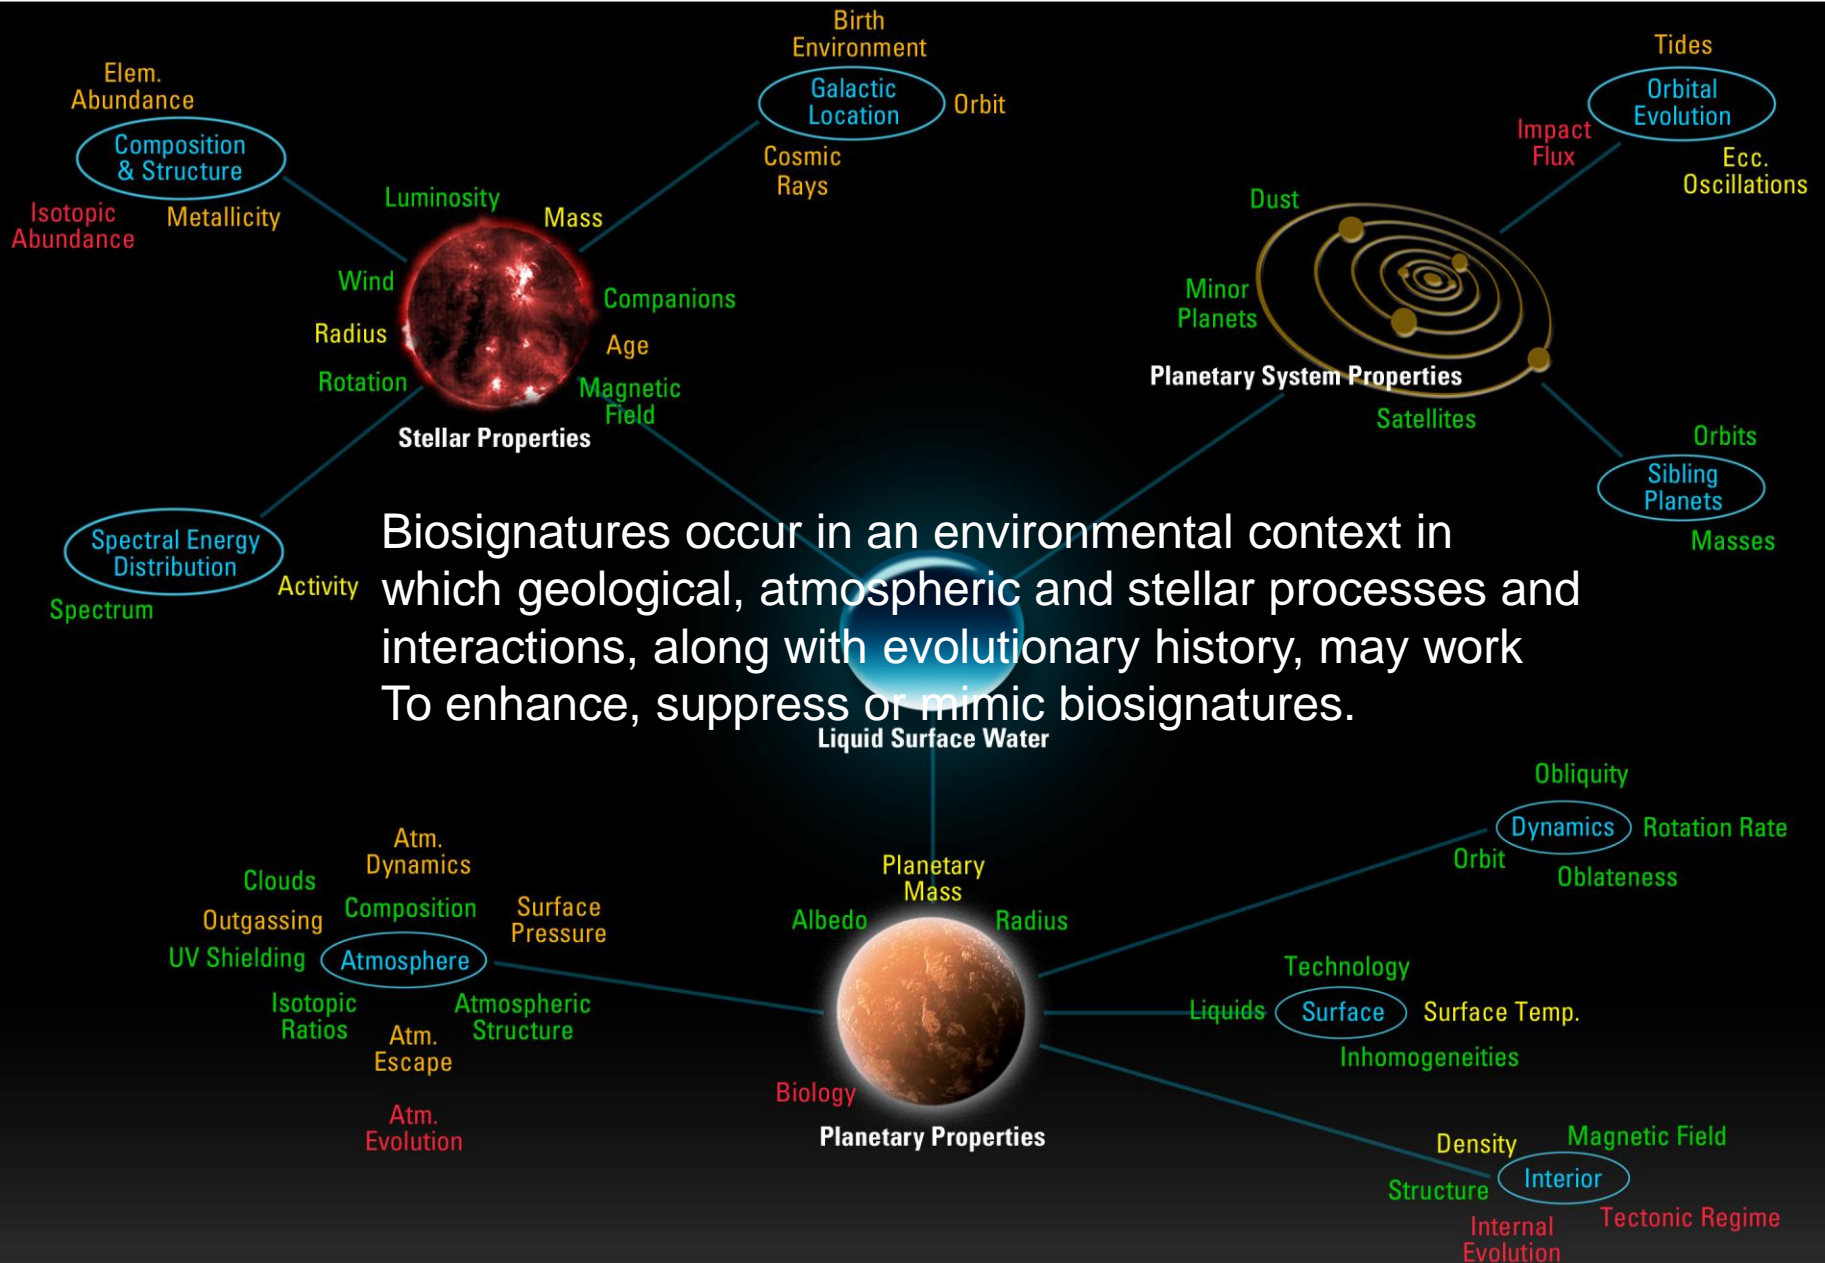 Birth
Environment
Galactic
Location
Orbit
Cosmic
Rays
Elem.
Abundance
Composition
& Structure
Isotopic
Abundance
Metallicity
Luminosity
Mass
Wind
Companions
Radius
Age
Rotation
Magnetic
Field
Stellar Properties
Spectral Energy
Distribution
Activity
Spectrum
Tides
Orbital
Evolution
Impact
Flux
Ecc.
Oscillations
Dust
Minor
Planets
Planetary System Properties
Satellites
Orbits
Sibling
Planets
Masses
Biosignatures occur in an environmental context in
which geological, atmospheric and stellar processes and
interactions, along with evolutionary history, may work
To enhance, suppress or mimic biosignatures.
Liquid Surface Water
Atm.
Dynamics
Clouds
Composition
Surface
Pressure
Outgassing
UV Shielding
Atmosphere
Isotopic
Ratios
Atmospheric
Structure
Atm.
Escape
Atm.
Evolution
Planetary
Mass
Albedo
Radius
Biology
Planetary Properties
Obliquity
Dynamics
Rotation Rate
Orbit
Oblateness
Technology
Liquids
Surface
Surface Temp.
Inhomogeneities
Density
Magnetic Field
Interior
Structure
Tectonic Regime
Internal
Evolution